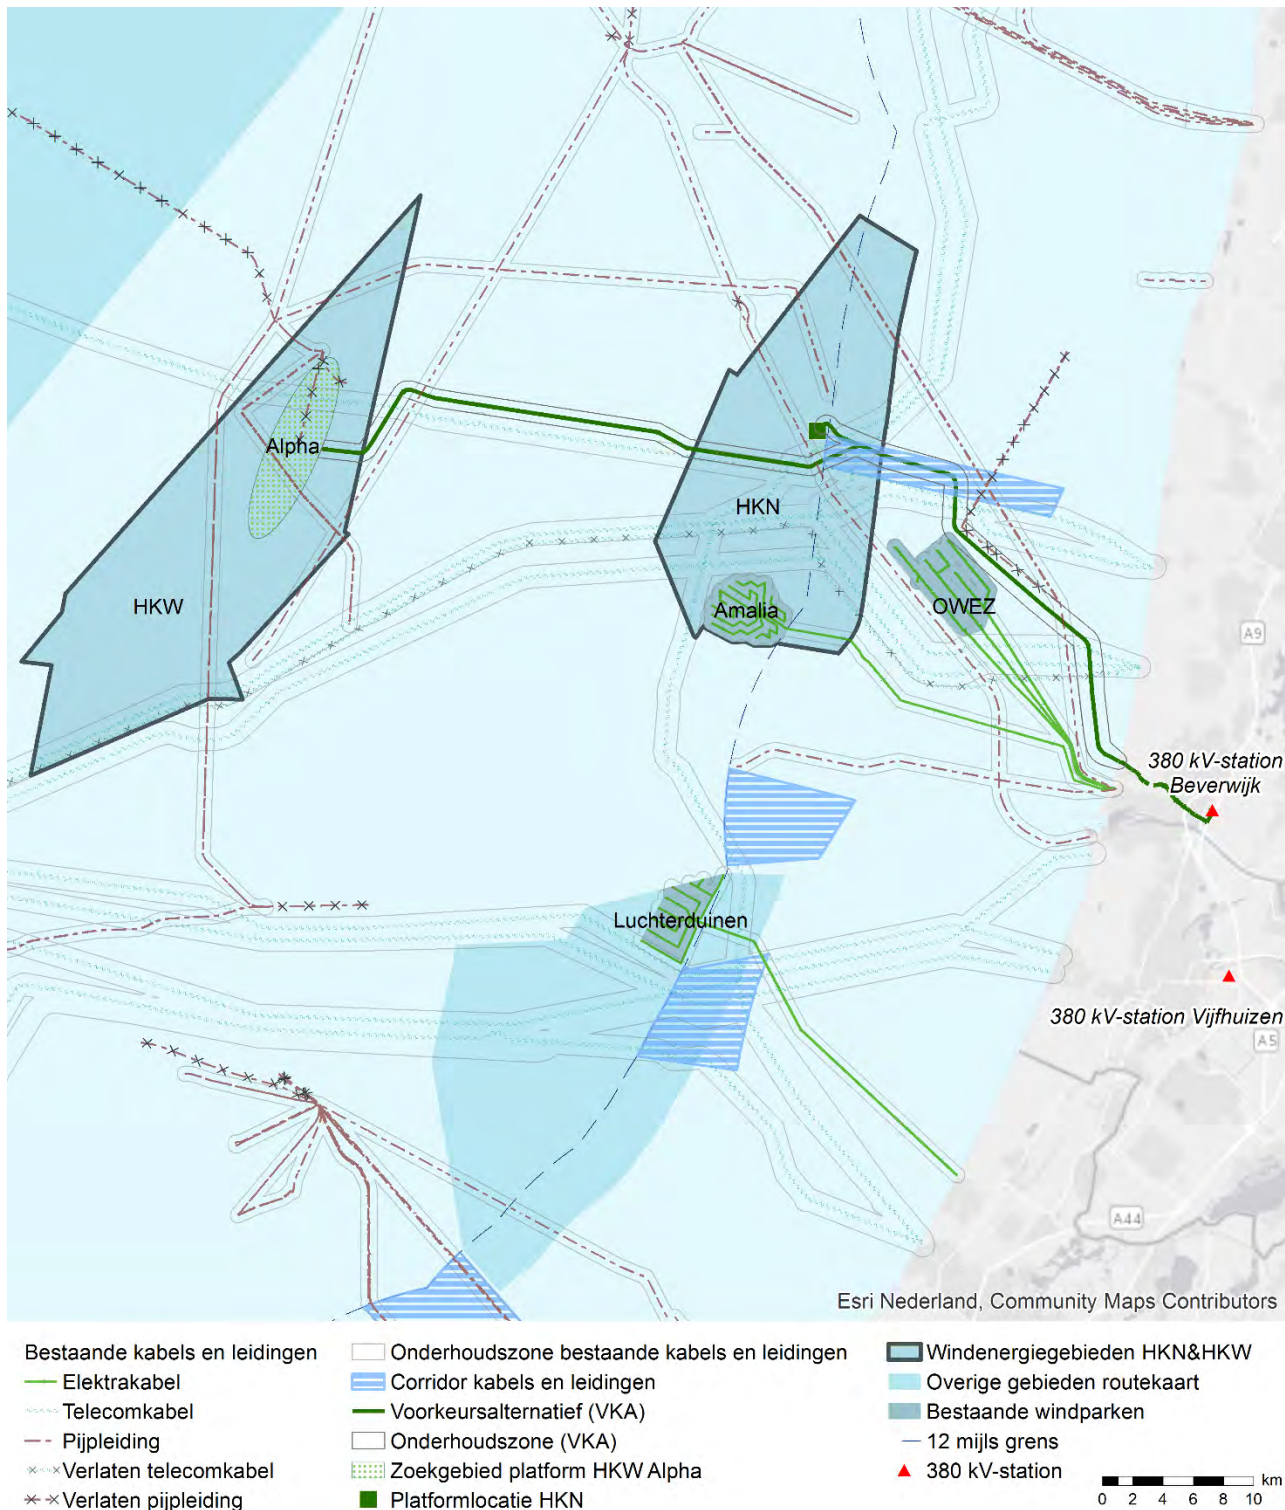 Alpha
HKN
HKW
Amalia
OWEZ
A9
380 kV-station
Beverwijk
Luchterduinen
380 kV-station Vijfhuizen
A5
A44
Esri Nederland, Community Maps Contributors
Bestaande kabels en leidingen
Elektrakabel
Telecomkabel
Pijpleiding
Verlaten telecomkabel
Verlaten pijpleiding
Onderhoudszone bestaande kabels en leidingen
Corridor kabels en leidingen
Voorkeursalternatief (VKA)
Onderhoudszone (VKA)
Zoekgebied platform HKW Alpha
Platformlocatie HKN
Windenergiegebieden HKN&HKW
Overige gebieden routekaart
Bestaande windparken
12 mijls grens
380 kV-station
km
0 2 4 6 8 10